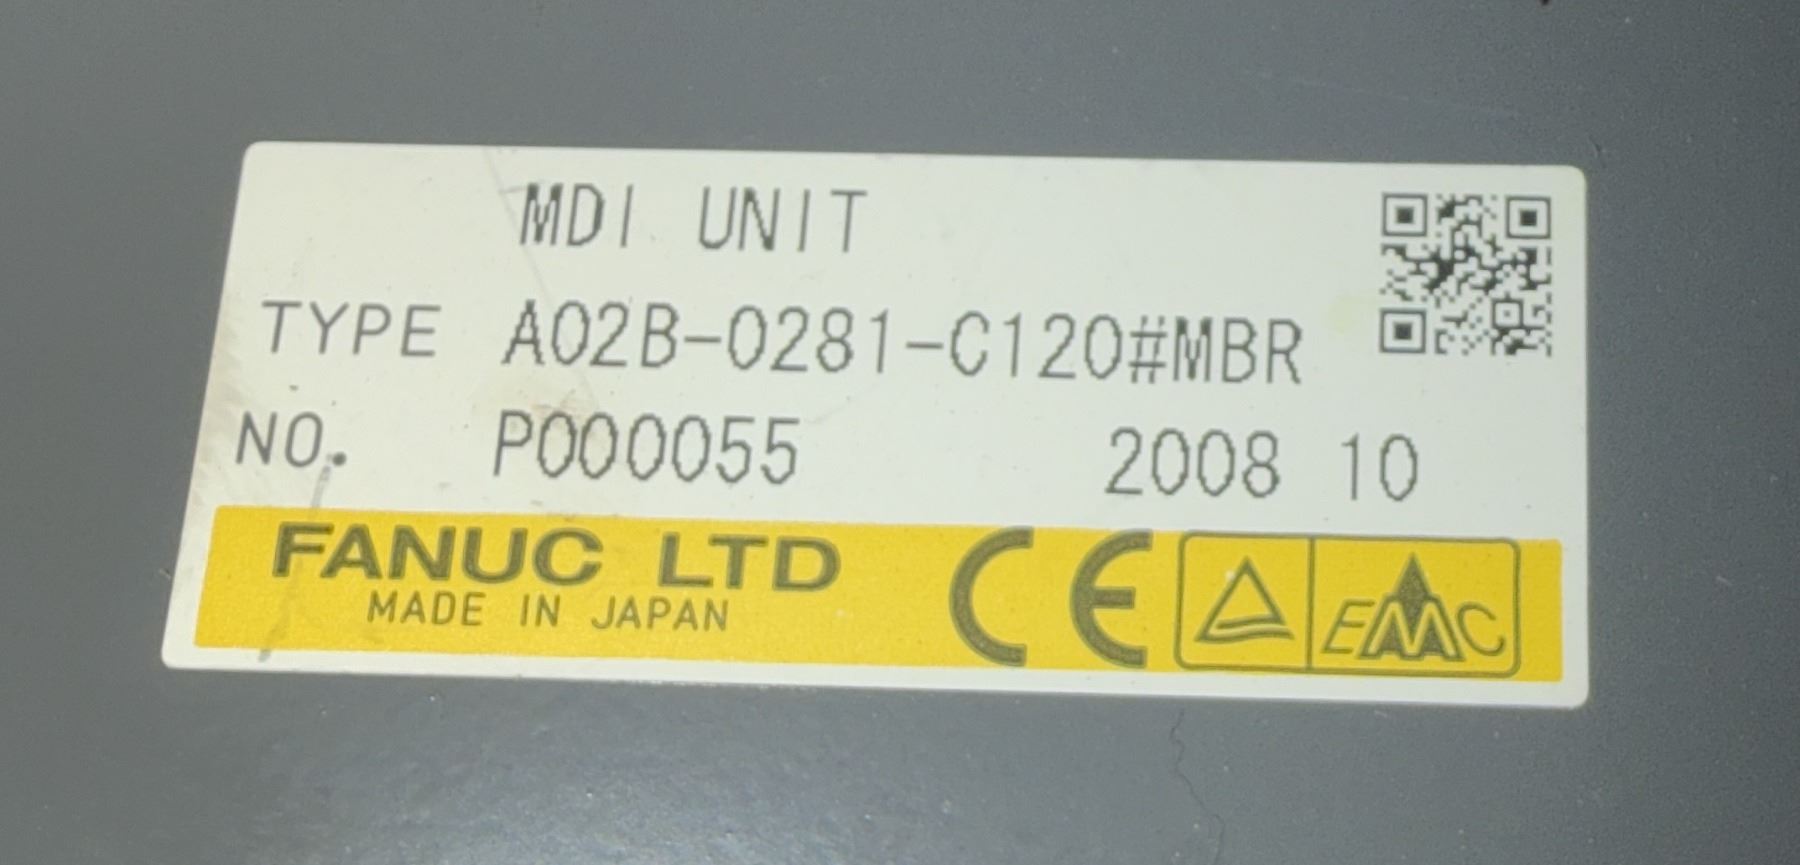 MDI UNIT
TYPE A02B-0281-C120#MBR
NO. P000055 2008 10
FANUC LTD
MADE IN JAPAN
CE
EMC